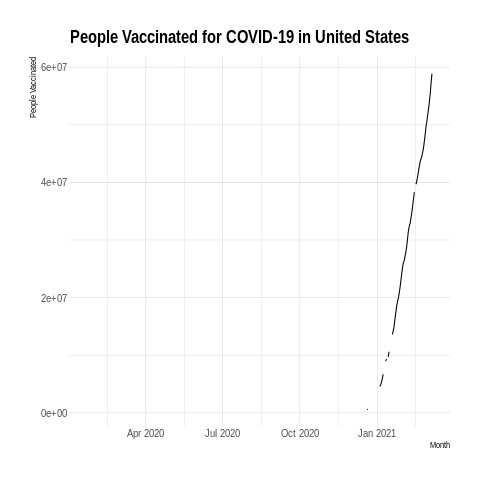 People Vaccinated for COVID-19 in United States
People Vaccinated
6e+07
4e+07
2e+07
0e+00
Apr 2020 Jul 2020 Oct 2020 Jan 2021
Month